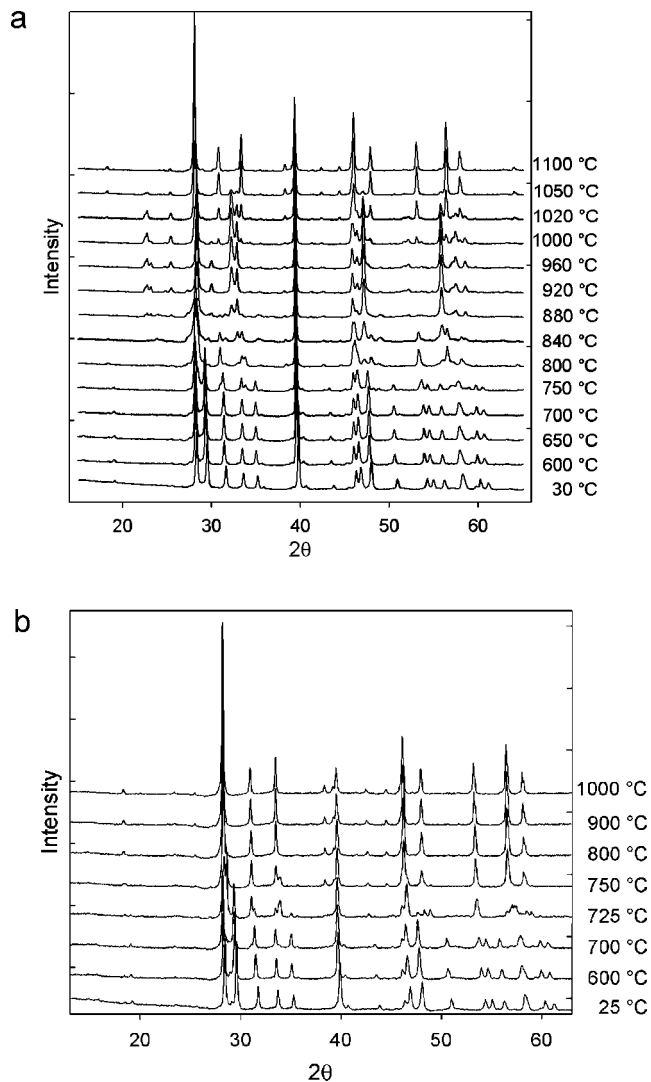 a
Intensity
1100 °C
1050 °C
1020 °C
1000 °C
960 °C
920 °C
880 °C
840 °C
800 °C
750 °C
700 °C
650 °C
600 °C
30 °C
20 30 40 50 60
2θ
b
Intensity
1000 °C
900 °C
800 °C
750 °C
725 °C
700 °C
600 °C
25 °C
20 30 40 50 60
2θ